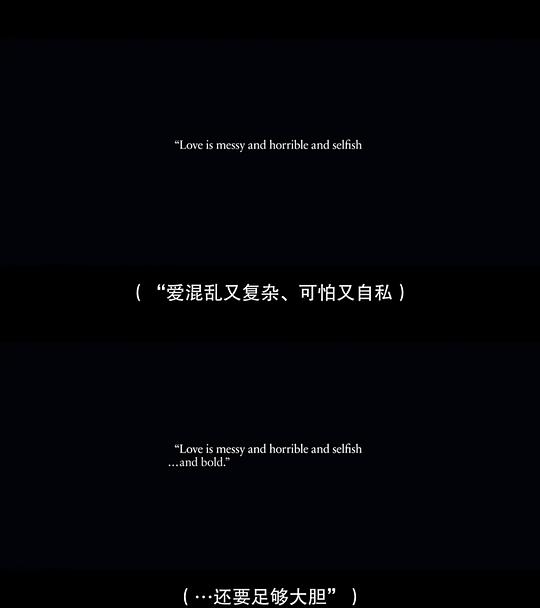 “Love is messy and horrible and selfish
（“爱混乱又复杂、可怕又自私）
“Love is messy and horrible and selfish
…and bold.”
（…还要足够大胆”）